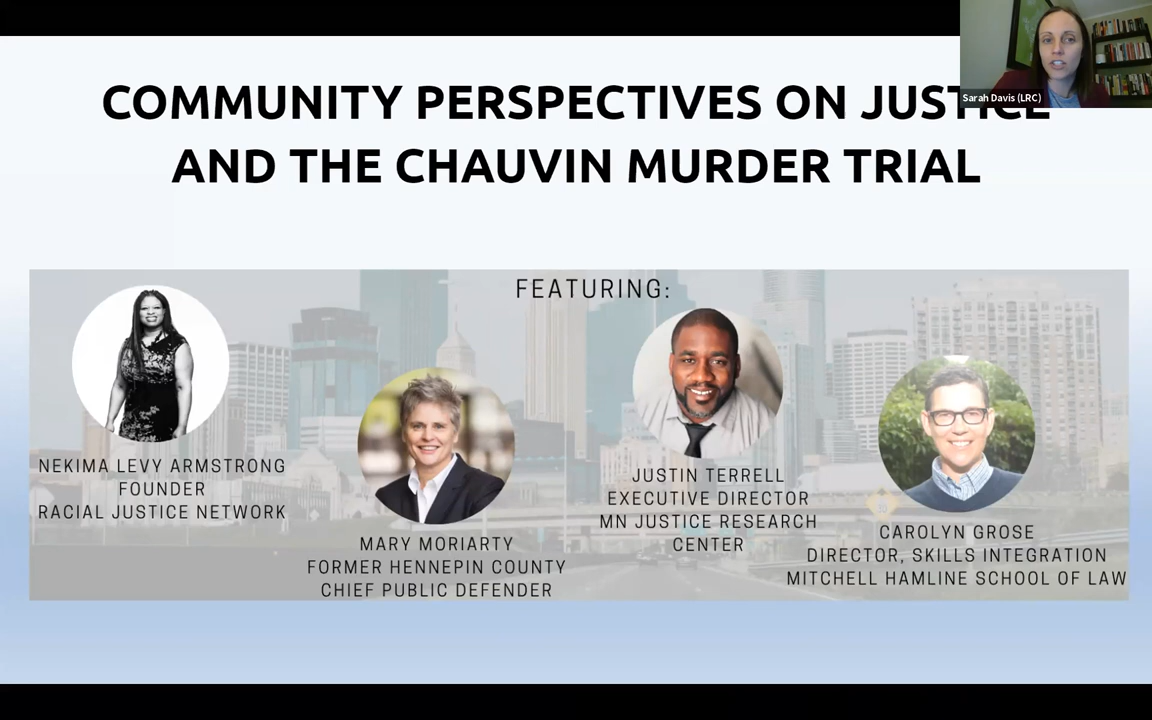 COMMUNITY PERSPECTIVES ON JUSTICE
AND THE CHAUVIN MURDER TRIAL
Sarah Davis (LRC)
FEATURING:
NEKIMA LEVY ARMSTRONG
FOUNDER
RACIAL JUSTICE NETWORK
MARY MORIARTY
FORMER HENNEPIN COUNTY
CHIEF PUBLIC DEFENDER
JUSTIN TERRELL
EXECUTIVE DIRECTOR
MN JUSTICE RESEARCH
CENTER
CAROLYN GROSE
DIRECTOR, SKILLS INTEGRATION
MITCHELL HAMLINE SCHOOL OF LAW